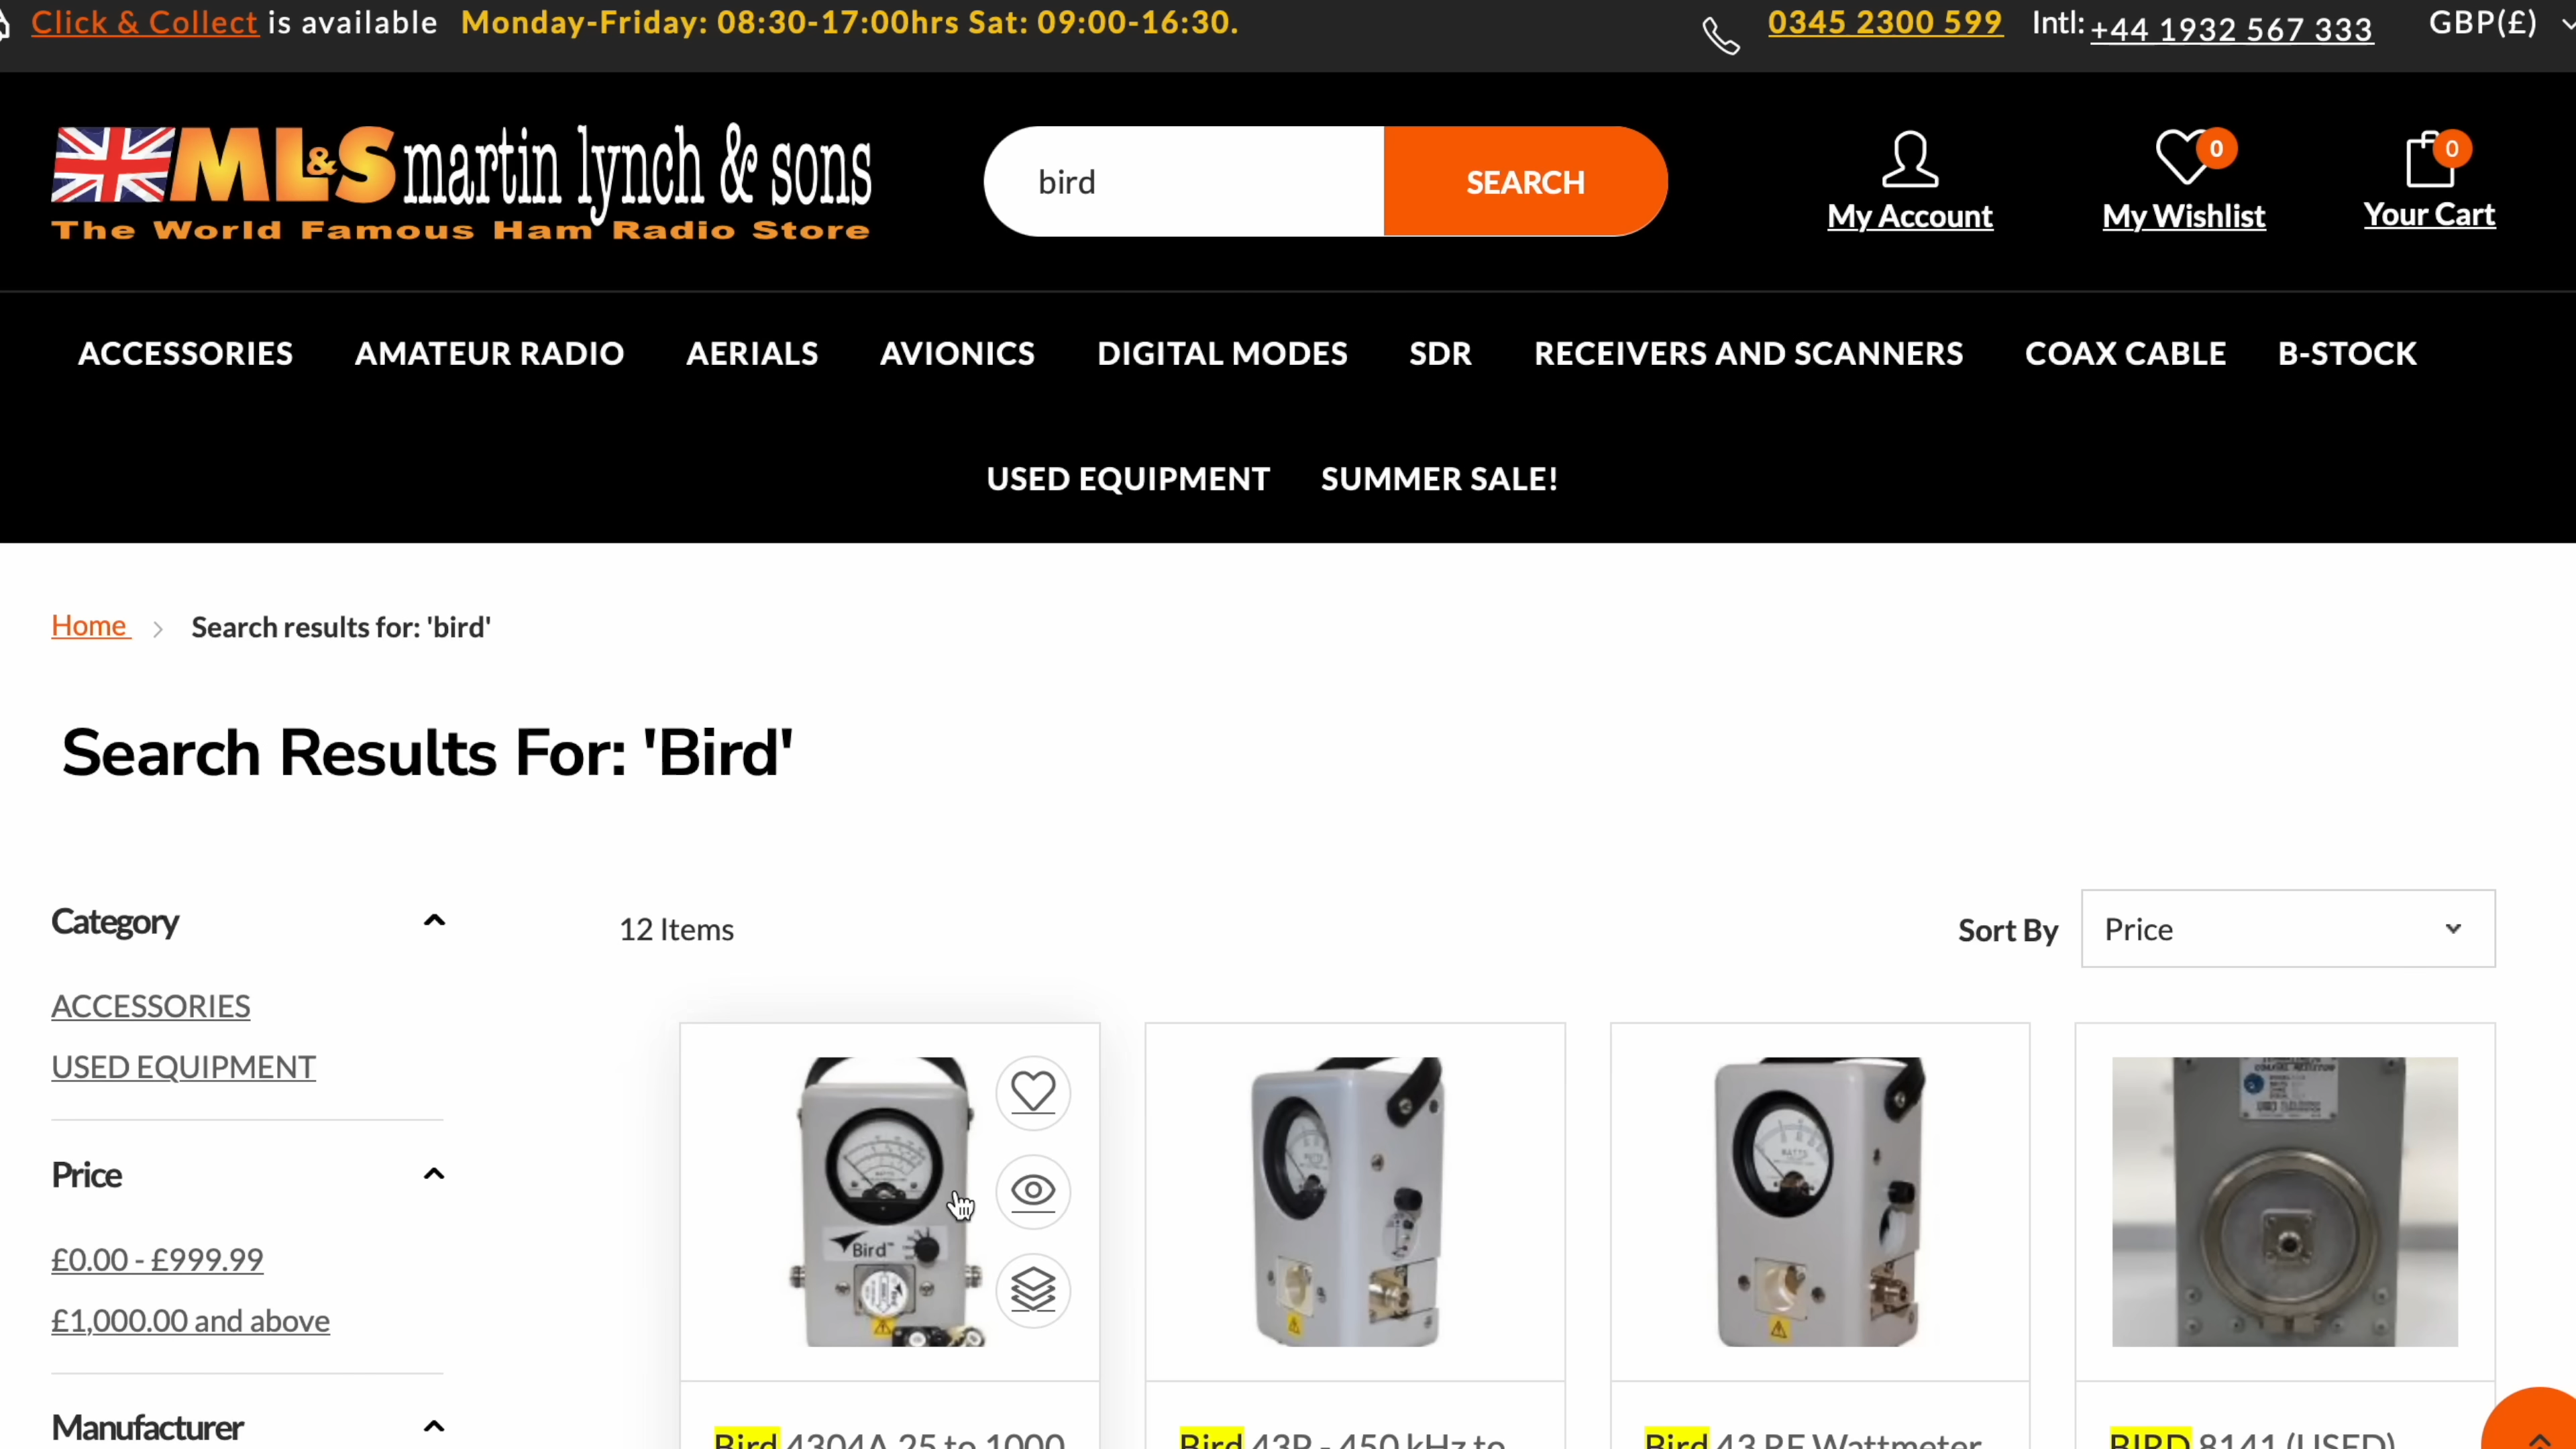 Click & Collect is available Monday-Friday: 08:30-17:00hrs Sat: 09:00-16:30.
0345 2300 599 Intl: +44 1932 567 333 GBP(£)
ML&S martin lynch & sons
The World Famous Ham Radio Store
bird
SEARCH
My Account
0
My Wishlist
0
Your Cart
ACCESSORIES AMATEUR RADIO AERIALS AVIONICS DIGITAL MODES SDR RECEIVERS AND SCANNERS COAX CABLE B-STOCK
USED EQUIPMENT SUMMER SALE!
Home > Search results for: 'bird'
Search Results For: 'Bird'
Category
ACCESSORIES
USED EQUIPMENT
Price
£0.00 - £999.99
£1,000.00 and above
Manufacturer
12 Items
Sort By Price
WATTS
Bird
WATTS
Bird 4304A 25 to 1000
Bird 43P - 450 kHz to
Bird 43 RF Wattmeter
BIRD 8141 (USED)